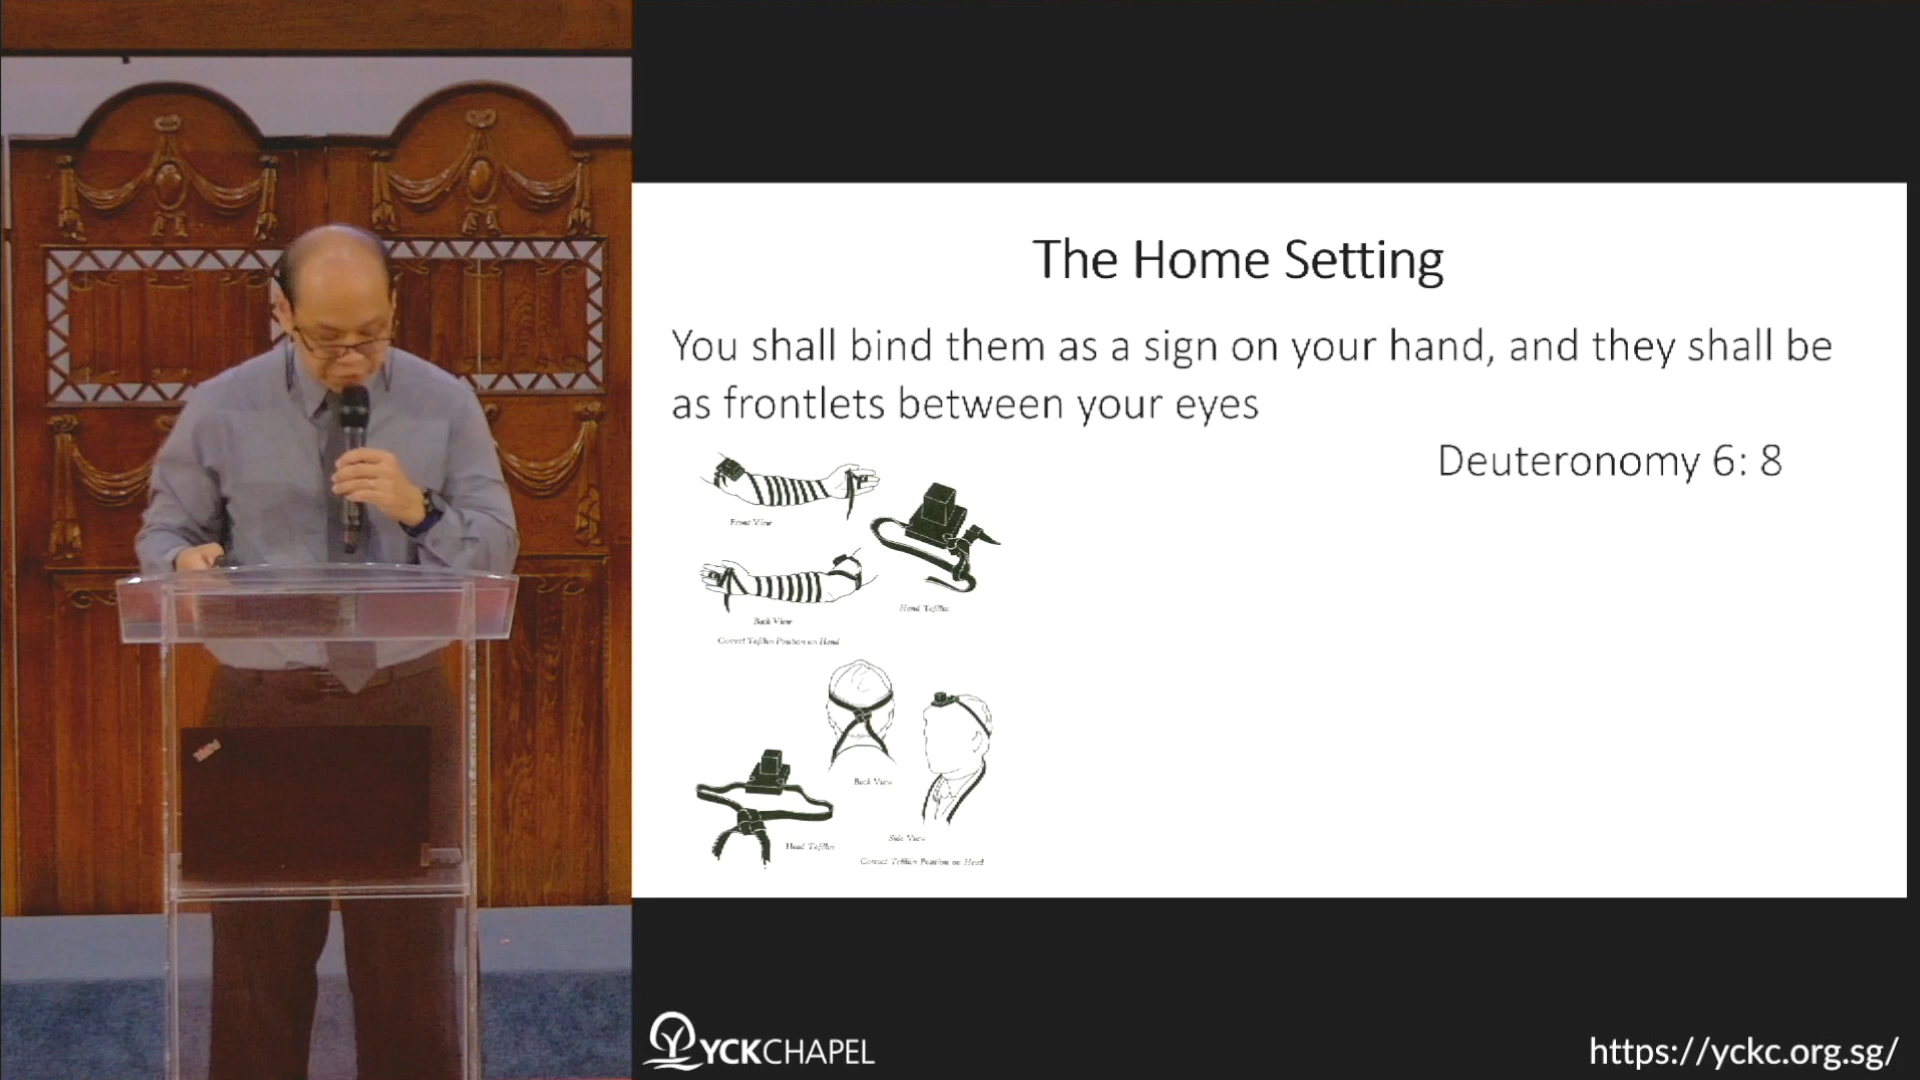 The Home Setting
You shall bind them as a sign on your hand, and they shall be
as frontlets between your eyes
Deuteronomy 6: 8
Front View
Hand Tefillin
Back View
Correct Tefillin Position on Hand
Back View
Head Tefillin
Side View
Correct Tefillin Position on Head
YCKCHAPEL
https://yckc.org.sg/